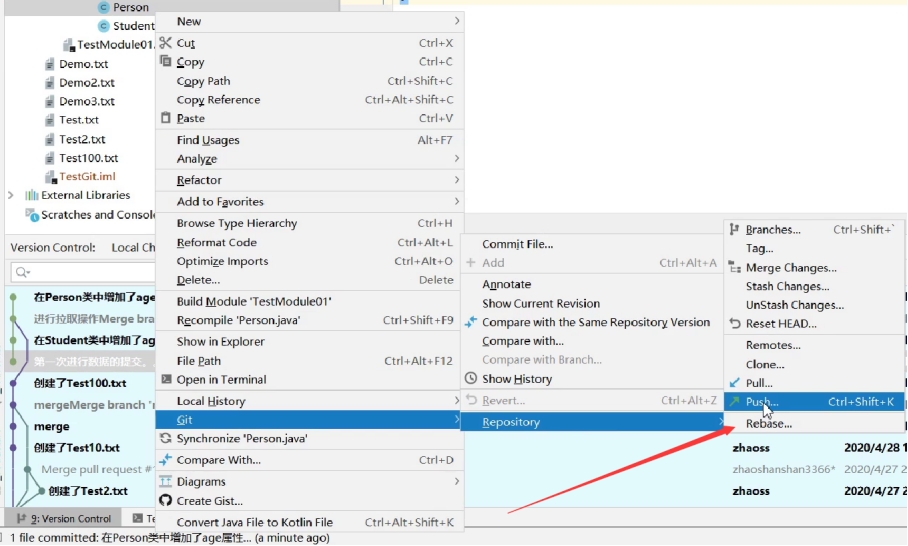 Person
Student
TestModule01.
Demo.txt
Demo2.txt
Demo3.txt
Test.txt
Test2.txt
Test100.txt
TestGit.iml
External Libraries
Scratches and Consol
Version Control:
Local Ch
在Person类中增加了age
进行拉取操作Merge bra
在Student类中增加了ag
第一次进行数据的提交。
创建了Test100.txt
mergeMerge branch 'r
merge
创建了Test10.txt
Merge pull request #
创建了Test2.txt
9: Version Control
Te
1 file committed: 在Person类中增加了age属性... (a minute ago)
New
Cut Ctrl+X
Copy Ctrl+C
Copy Path Ctrl+Shift+C
Copy Reference Ctrl+Alt+Shift+C
Paste Ctrl+V
Find Usages Alt+F7
Analyze
Refactor
Add to Favorites
Browse Type Hierarchy Ctrl+H
Reformat Code Ctrl+Alt+L
Optimize Imports Ctrl+Alt+O
Delete... Delete
Build Module 'TestModule01'
Recompile 'Person.java' Ctrl+Shift+F9
Show in Explorer
File Path Ctrl+Alt+F12
Open in Terminal
Local History
Git
Synchronize 'Person.java'
Compare With... Ctrl+D
Diagrams
Create Gist...
Convert Java File to Kotlin File Ctrl+Alt+Shift+K
Commit File...
Add Ctrl+Alt+A
Annotate
Show Current Revision
Compare with the Same Repository Version
Compare with...
Compare with Branch...
Show History
Revert... Ctrl+Alt+Z
Repository
Branches... Ctrl+Shift+`
Tag...
Merge Changes...
Stash Changes...
UnStash Changes...
Reset HEAD...
Remotes...
Clone...
Pull...
Push... Ctrl+Shift+K
Rebase...
zhaoss 2020/4/28 1
zhaoshanshan3366* 2020/4/27 2
zhaoss 2020/4/27 2